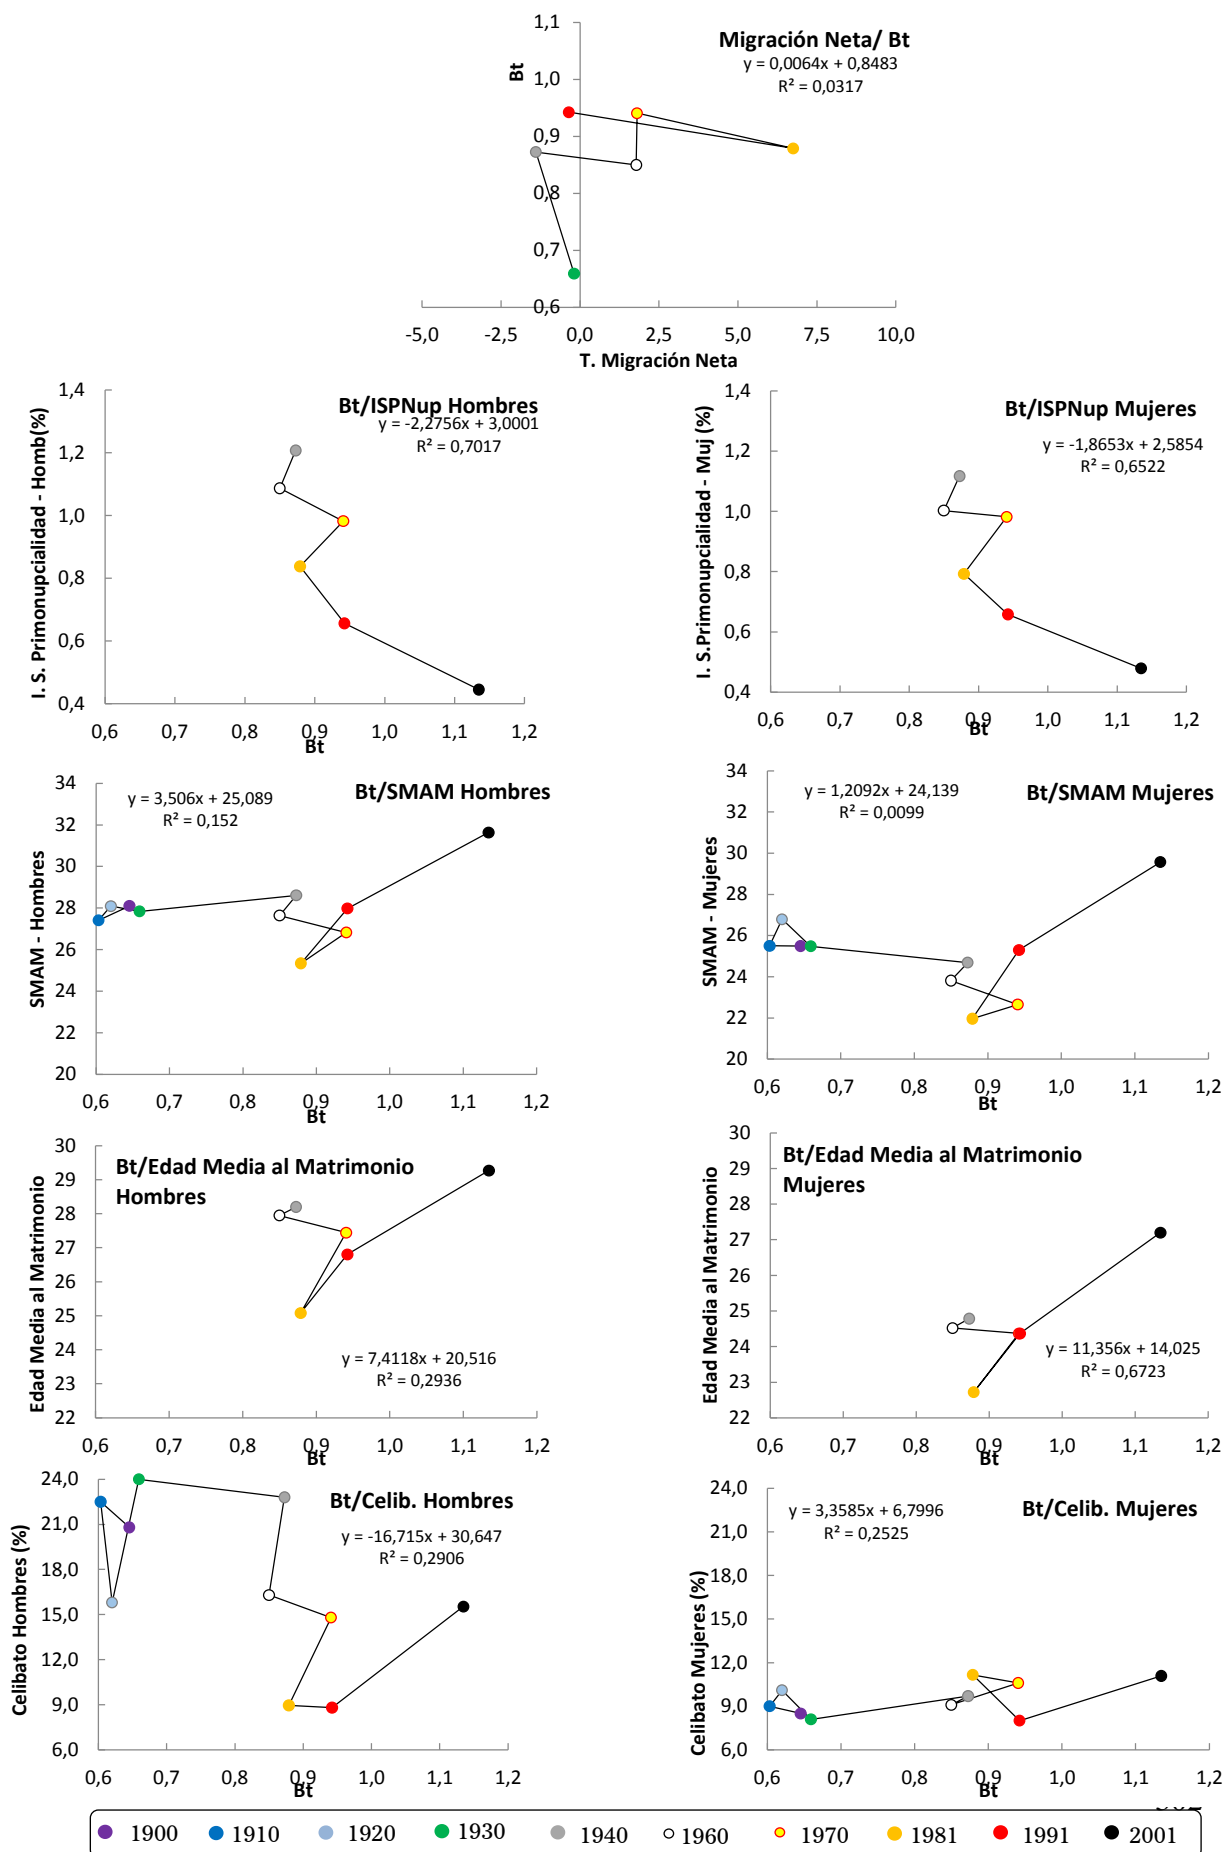 Migración Neta/ Bt
y = 0,0064x + 0,8483
R² = 0,0317
Bt
1,1
1,0
0,9
0,8
0,7
0,6
-5,0 -2,5 0,0 2,5 5,0 7,5 10,0
T. Migración Neta
Bt/ISPNup Hombres
y = -2,2756x + 3,0001
R² = 0,7017
I. S. Primonupcialidad - Homb(%)
1,4
1,2
1,0
0,8
0,6
0,4
0,6 0,7 0,8 0,9 1,0 1,1 1,2
Bt
Bt/ISPNup Mujeres
y = -1,8653x + 2,5854
R² = 0,6522
I. S.Primonupcialidad - Muj (%)
1,4
1,2
1,0
0,8
0,6
0,4
0,6 0,7 0,8 0,9 1,0 1,1 1,2
Bt
Bt/SMAM Hombres
y = 3,506x + 25,089
R² = 0,152
SMAM - Hombres
34
32
30
28
26
24
22
20
0,6 0,7 0,8 0,9 1,0 1,1 1,2
Bt
Bt/SMAM Mujeres
y = 1,2092x + 24,139
R² = 0,0099
SMAM - Mujeres
34
32
30
28
26
24
22
20
0,6 0,7 0,8 0,9 1,0 1,1 1,2
Bt
Bt/Edad Media al Matrimonio
Hombres
y = 7,4118x + 20,516
R² = 0,2936
Edad Media al Matrimonio
30
29
28
27
26
25
24
23
22
0,6 0,7 0,8 0,9 1,0 1,1 1,2
Bt
Bt/Edad Media al Matrimonio
Mujeres
y = 11,356x + 14,025
R² = 0,6723
Edad Media al Matrimonio
30
29
28
27
26
25
24
23
22
0,6 0,7 0,8 0,9 1,0 1,1 1,2
Bt
Bt/Celib. Hombres
y = -16,715x + 30,647
R² = 0,2906
Celibato Hombres (%)
24,0
21,0
18,0
15,0
12,0
9,0
6,0
0,6 0,7 0,8 0,9 1,0 1,1 1,2
Bt
Bt/Celib. Mujeres
y = 3,3585x + 6,7996
R² = 0,2525
Celibato Mujeres (%)
24,0
21,0
18,0
15,0
12,0
9,0
6,0
0,6 0,7 0,8 0,9 1,0 1,1 1,2
Bt
1900 1910 1920 1930 1940 1960 1970 1981 1991 2001